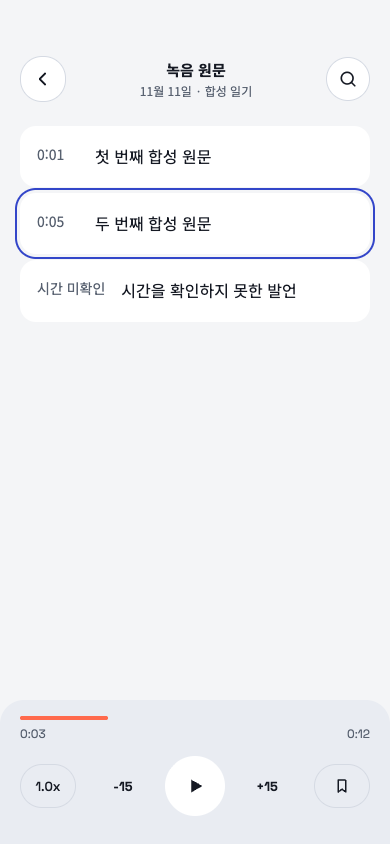 녹음 원문
11월 11일 · 합성 일기
0:01 첫 번째 합성 원문
0:05 두 번째 합성 원문
시간 미확인 시간을 확인하지 못한 발언
0:03 0:12
1.0x -15 +15